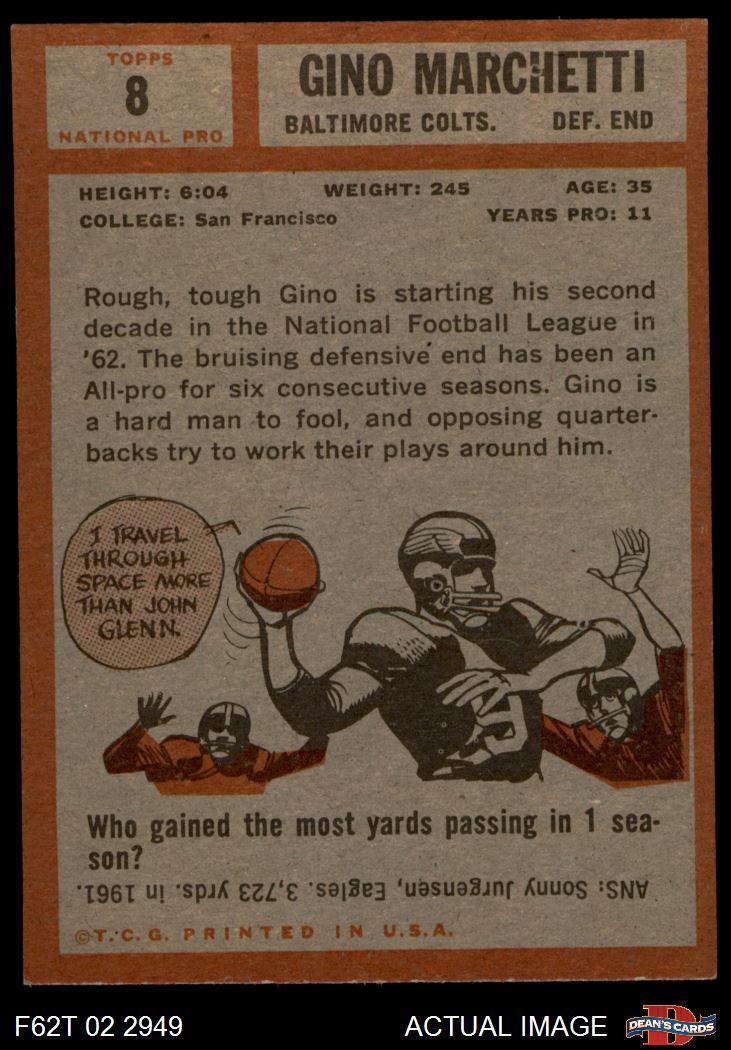 TOPPS
8
NATIONAL PRO
GINO MARCHETTI
BALTIMORE COLTS. DEF. END
HEIGHT: 6:04 WEIGHT: 245 AGE: 35
COLLEGE: San Francisco YEARS PRO: 11
Rough, tough Gino is starting his second
decade in the National Football League in
'62. The bruising defensive end has been an
All-pro for six consecutive seasons. Gino is
a hard man to fool, and opposing quarter-
backs try to work their plays around him.
I TRAVEL
THROUGH
SPACE MORE
THAN JOHN
GLENN.
Who gained the most yards passing in 1 sea-
son?
ANS: Sonny Jurgensen, Eagles. 3,723 yrds. in 1961.
©T.C.G. PRINTED IN U.S.A.
F62T 02 2949 ACTUAL IMAGE
D
DEAN'S CARDS